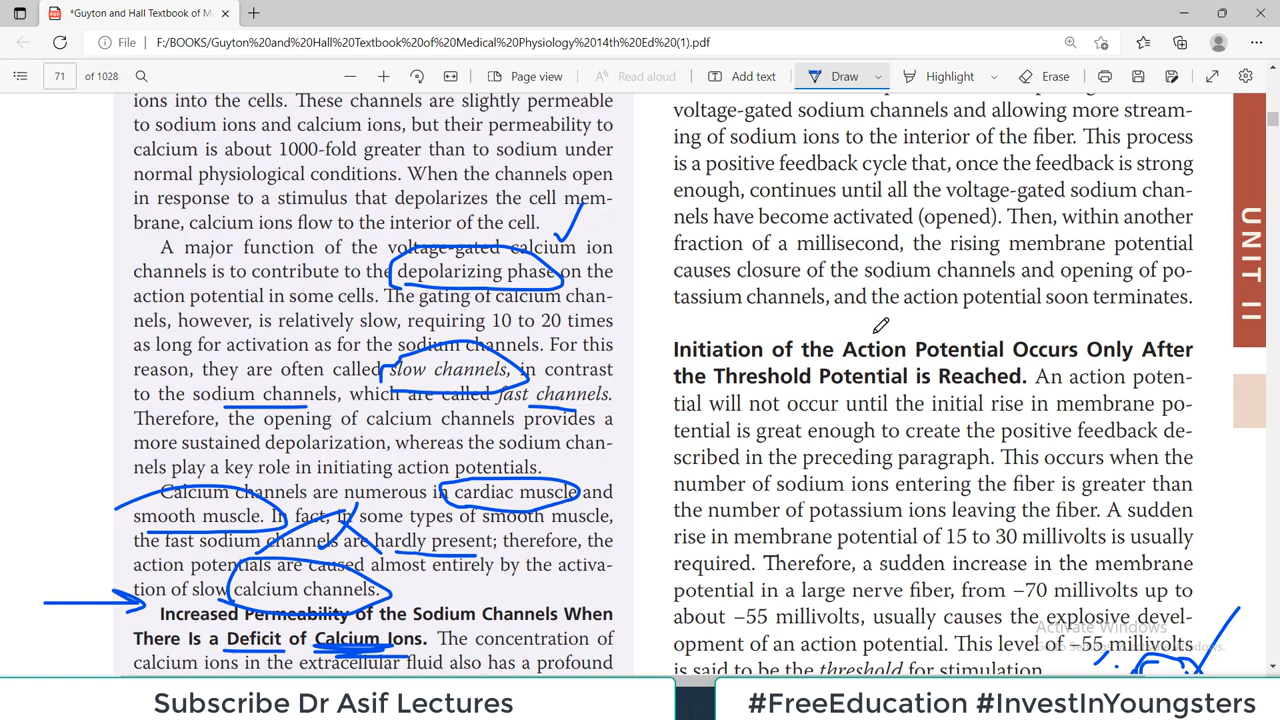 *Guyton and Hall Textbook of M
File
F:/BOOKS/Guyton%20and%20Hall%20Textbook%20of%20Medical%20Physiology%2014th%20Ed%20(1).pdf
71 of 1028
Page view
Read aloud
Add text
Draw
Highlight
Erase
ions into the cells. These channels are slightly permeable
to sodium ions and calcium ions, but their permeability to
calcium is about 1000-fold greater than to sodium under
normal physiological conditions. When the channels open
in response to a stimulus that depolarizes the cell mem-
brane, calcium ions flow to the interior of the cell.
A major function of the voltage-gated calcium ion
channels is to contribute to the depolarizing phase on the
action potential in some cells. The gating of calcium chan-
nels, however, is relatively slow, requiring 10 to 20 times
as long for activation as for the sodium channels. For this
reason, they are often called slow channels, in contrast
to the sodium channels, which are called fast channels.
Therefore, the opening of calcium channels provides a
more sustained depolarization, whereas the sodium chan-
nels play a key role in initiating action potentials.
Calcium channels are numerous in cardiac muscle and
smooth muscle. In fact, in some types of smooth muscle,
the fast sodium channels are hardly present; therefore, the
action potentials are caused almost entirely by the activa-
tion of slow calcium channels.
Increased Permeability of the Sodium Channels When
There Is a Deficit of Calcium Ions. The concentration of
calcium ions in the extracellular fluid also has a profound
voltage-gated sodium channels and allowing more stream-
ing of sodium ions to the interior of the fiber. This process
is a positive feedback cycle that, once the feedback is strong
enough, continues until all the voltage-gated sodium chan-
nels have become activated (opened). Then, within another
fraction of a millisecond, the rising membrane potential
causes closure of the sodium channels and opening of po-
tassium channels, and the action potential soon terminates.
Initiation of the Action Potential Occurs Only After
the Threshold Potential is Reached. An action poten-
tial will not occur until the initial rise in membrane po-
tential is great enough to create the positive feedback de-
scribed in the preceding paragraph. This occurs when the
number of sodium ions entering the fiber is greater than
the number of potassium ions leaving the fiber. A sudden
rise in membrane potential of 15 to 30 millivolts is usually
required. Therefore, a sudden increase in the membrane
potential in a large nerve fiber, from −70 millivolts up to
about −55 millivolts, usually causes the explosive devel-
opment of an action potential. This level of −55 millivolts
is said to be the threshold for stimulation.
UNIT II
Activate Windows
Subscribe Dr Asif Lectures
#FreeEducation #InvestInYoungsters